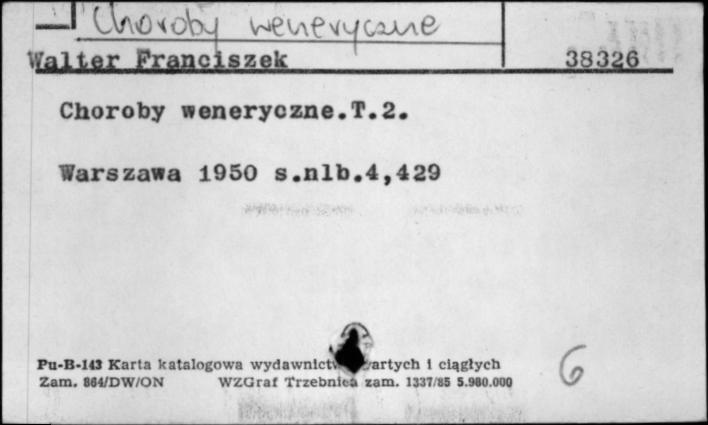 Choroby weneryczne
Walter Franciszek 38326
Choroby weneryczne.T.2.
Warszawa 1950 s.nlb.4,429
Pu-B-143 Karta katalogowa wydawnictw zwartych i ciągłych
Zam. 864/DW/ON WZGraf Trzebnica zam. 1337/85 5.980.000
6